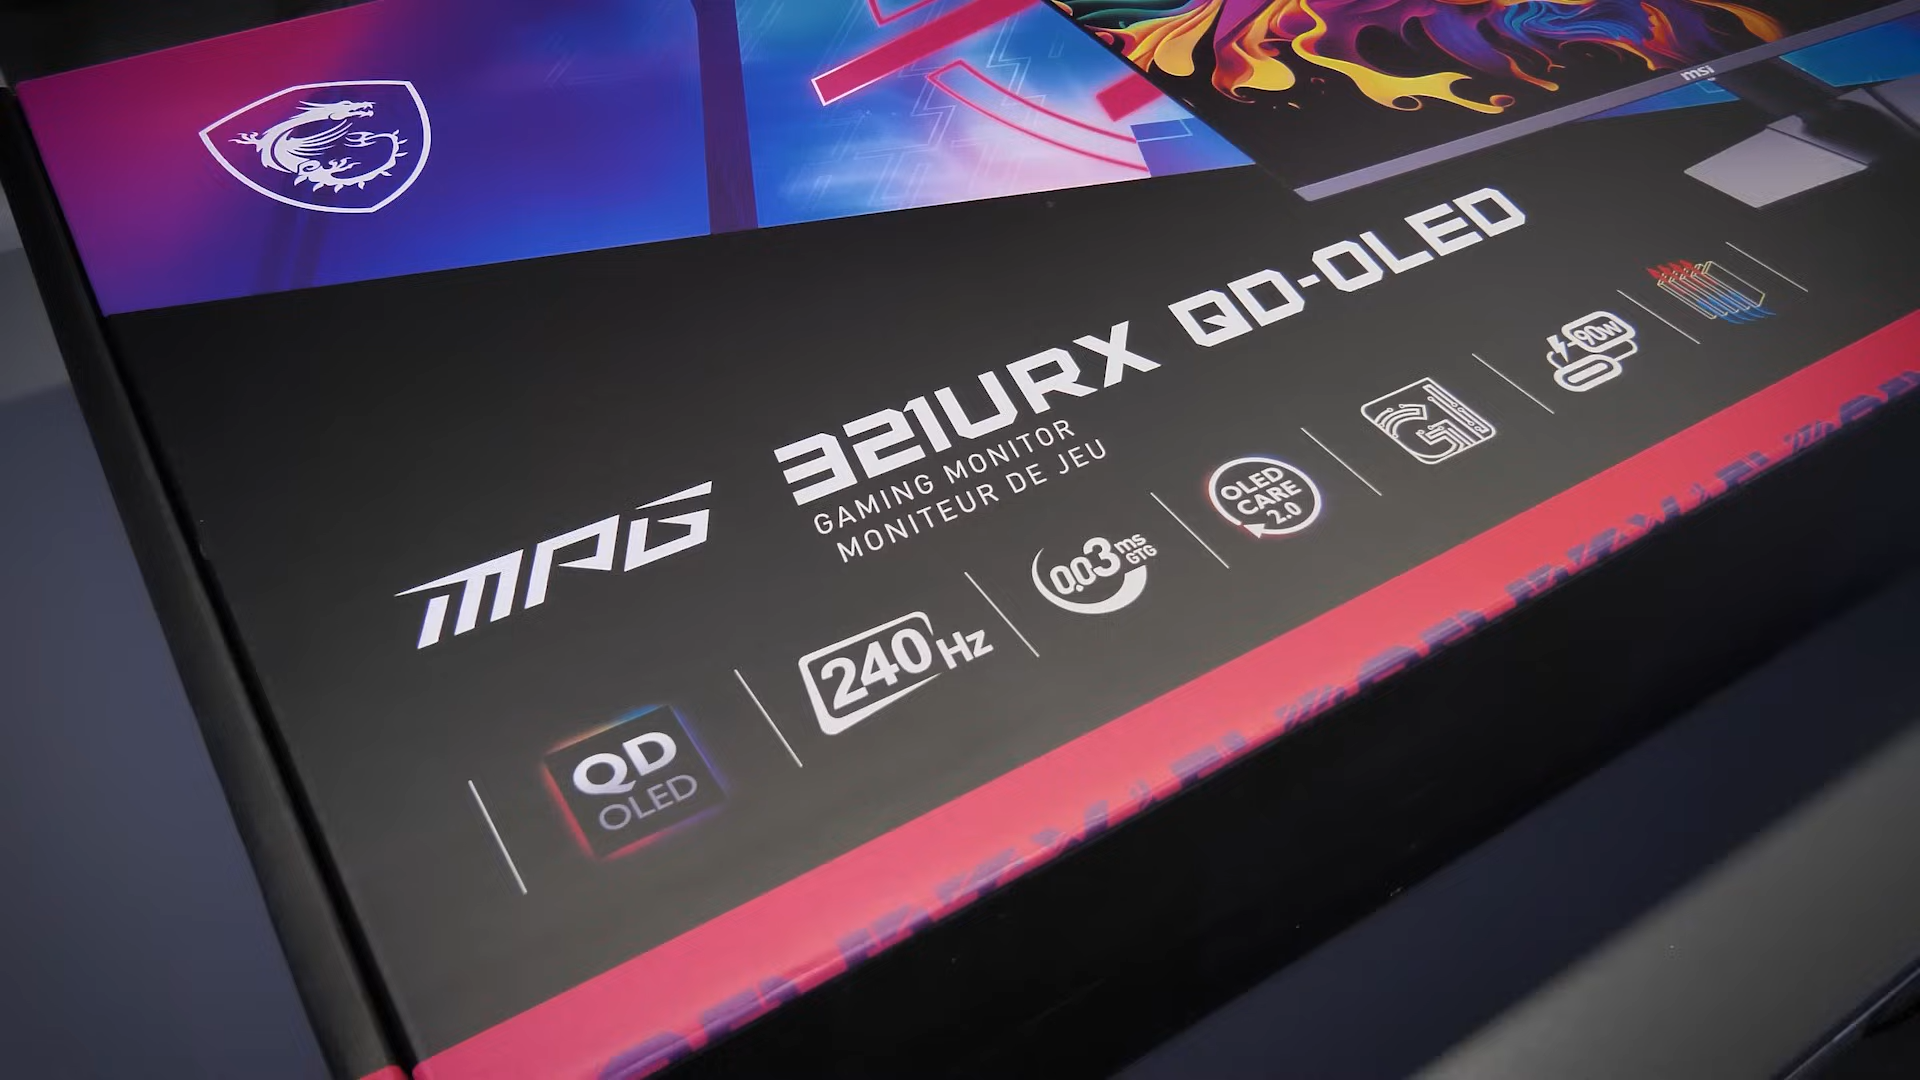 msi
MPG 321URX QD-OLED
GAMING MONITOR
MONITEUR DE JEU
QD
OLED
240Hz
0.03ms
GTG
OLED
CARE
2.0
GI
90W